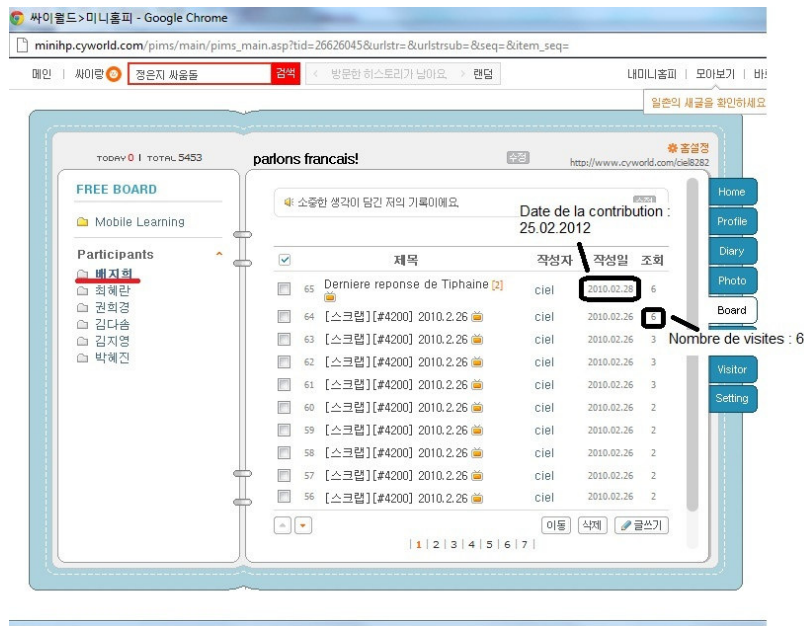 싸이월드>미니홈피 - Google Chrome
minihp.cyworld.com/pims/main/pims_main.asp?tid=26626045&urlstr=&urlstrsub=&seq=&item_seq=
메인 | 싸이랑 정은지 싸움돌 검색 < 방문한 히스토리가 남아요. > 랜덤 내미니홈피 | 모아보기 | 바로
일촌의 새글을 확인하세요
TODAY 0 | TOTAL 5453 parlons francais! 수정 홈설정
http://www.cyworld.com/ciel8282
FREE BOARD
Mobile Learning
Participants
배지희
최혜란
권희경
김다솜
김지영
박혜진
소중한 생각이 담긴 저의 기록이에요.
Date de la contribution :
25.02.2012
제목 작성자 작성일 조회
65 Derniere reponse de Tiphaine [2] ciel 2010.02.28 6
64 [스크랩][#4200] 2010.2.26 ciel 2010.02.26 6
63 [스크랩][#4200] 2010.2.26 ciel 2010.02.26 3
62 [스크랩][#4200] 2010.2.26 ciel 2010.02.26 3
61 [스크랩][#4200] 2010.2.26 ciel 2010.02.26 3
60 [스크랩][#4200] 2010.2.26 ciel 2010.02.26 2
59 [스크랩][#4200] 2010.2.26 ciel 2010.02.26 2
58 [스크랩][#4200] 2010.2.26 ciel 2010.02.26 2
57 [스크랩][#4200] 2010.2.26 ciel 2010.02.26 2
56 [스크랩][#4200] 2010.2.26 ciel 2010.02.26 2
이동 삭제 글쓰기
| 1 | 2 | 3 | 4 | 5 | 6 | 7 |
Home
Profile
Diary
Photo
Board
Nombre de visites : 6
Visitor
Setting